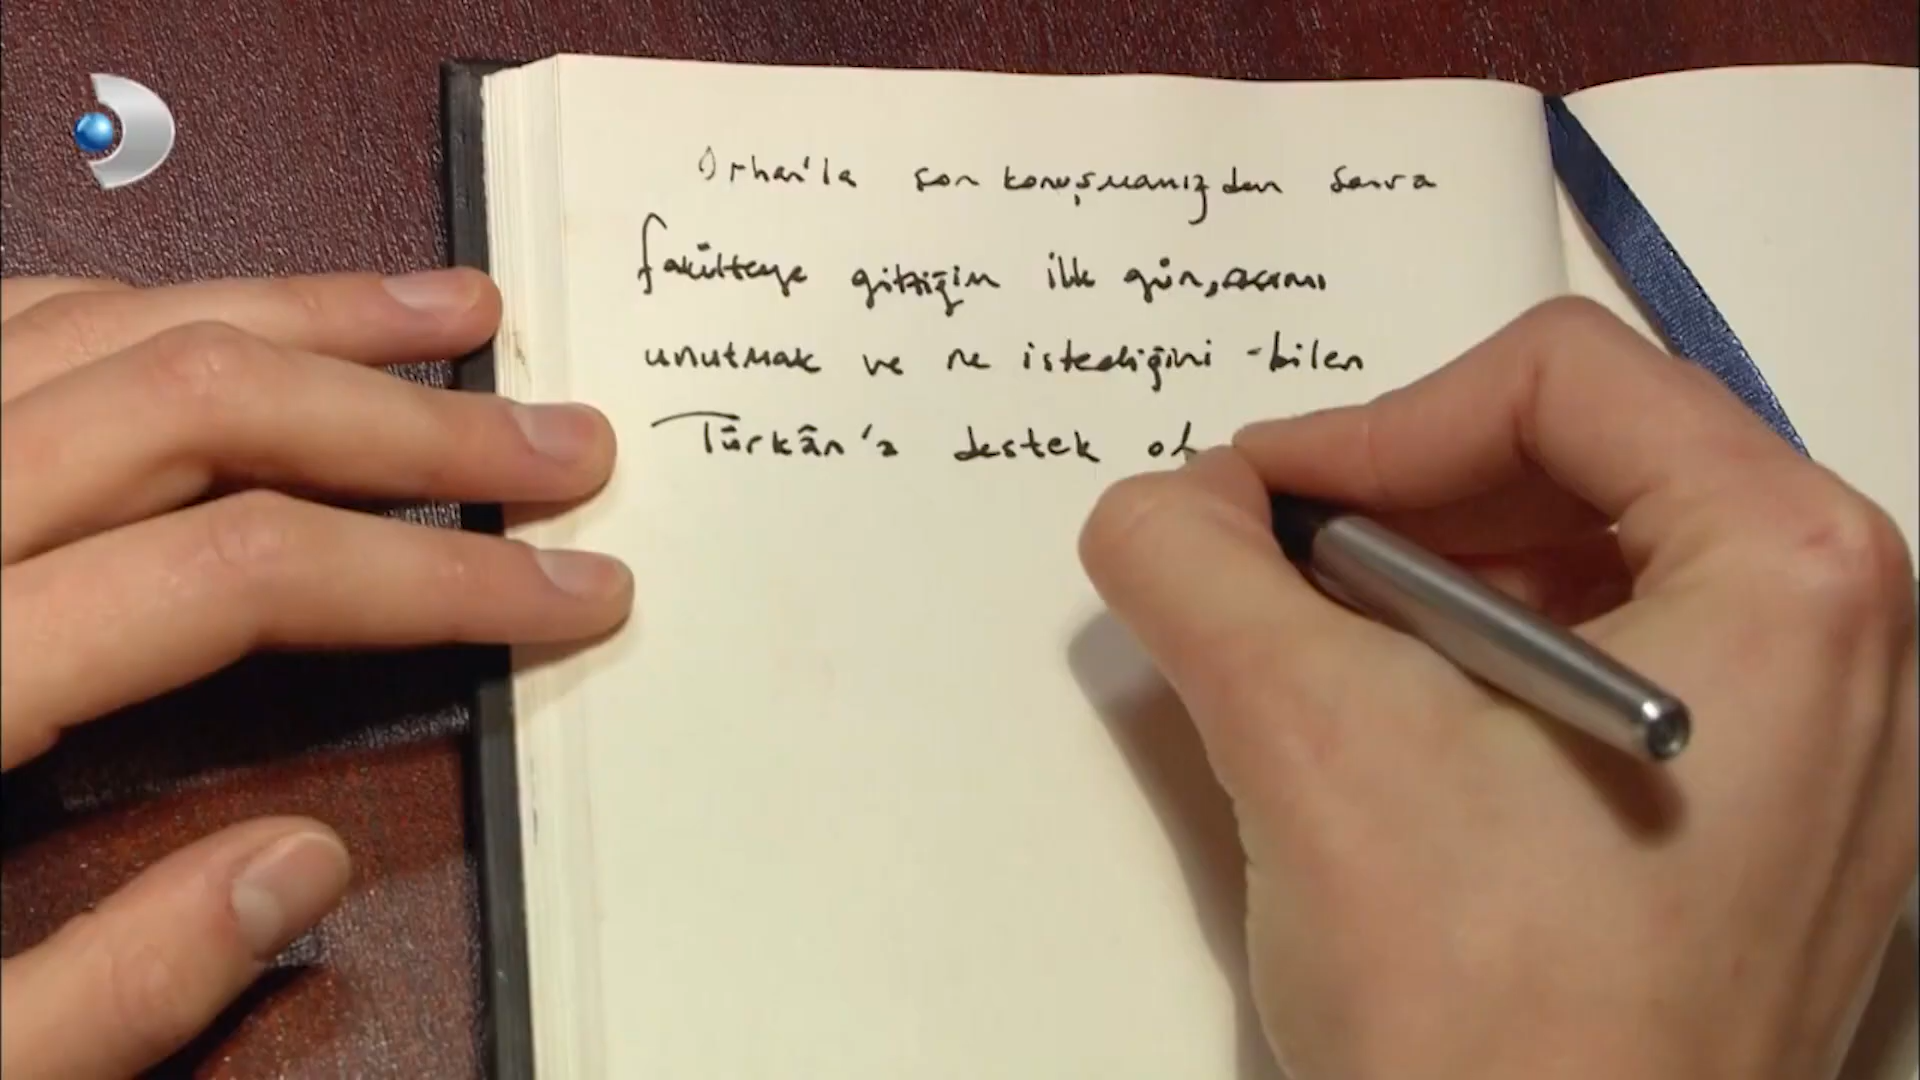 Orhan'la son konuşmamızdan sonra
fakülteye gittiğim ilk gün, acımı
unutmak ve ne istediğini bilen
Türkân'a destek ol